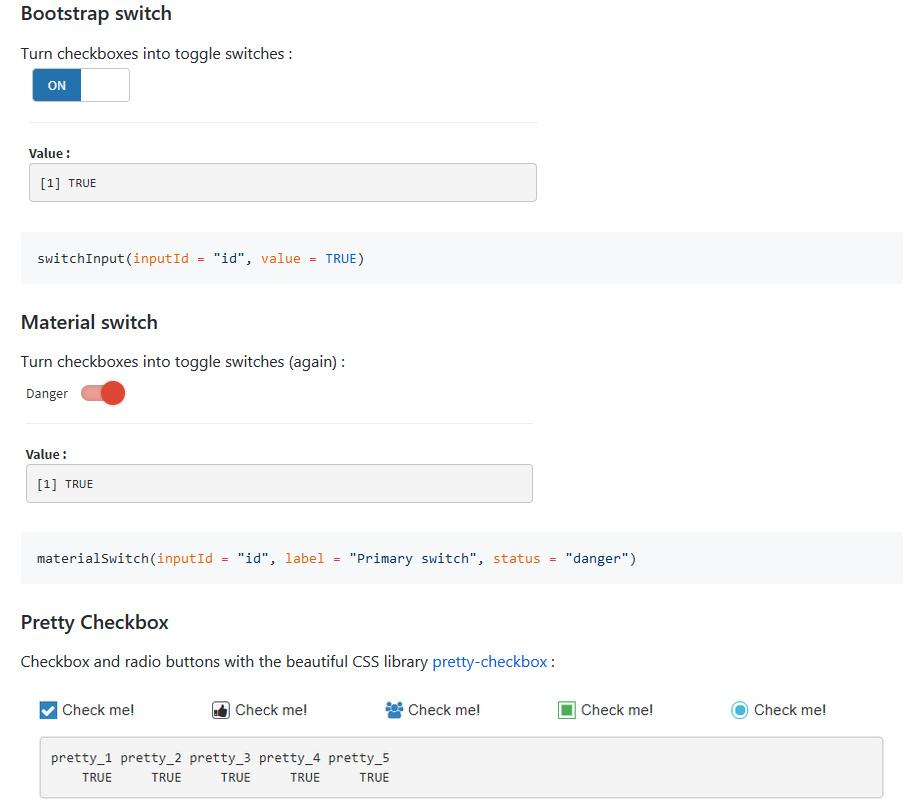 Bootstrap switch
Turn checkboxes into toggle switches :
ON
Value :
[1] TRUE
switchInput(inputId = "id", value = TRUE)
Material switch
Turn checkboxes into toggle switches (again) :
Danger
Value :
[1] TRUE
materialSwitch(inputId = "id", label = "Primary switch", status = "danger")
Pretty Checkbox
Checkbox and radio buttons with the beautiful CSS library pretty-checkbox :
Check me! Check me! Check me! Check me! Check me!
pretty_1 pretty_2 pretty_3 pretty_4 pretty_5
TRUE TRUE TRUE TRUE TRUE